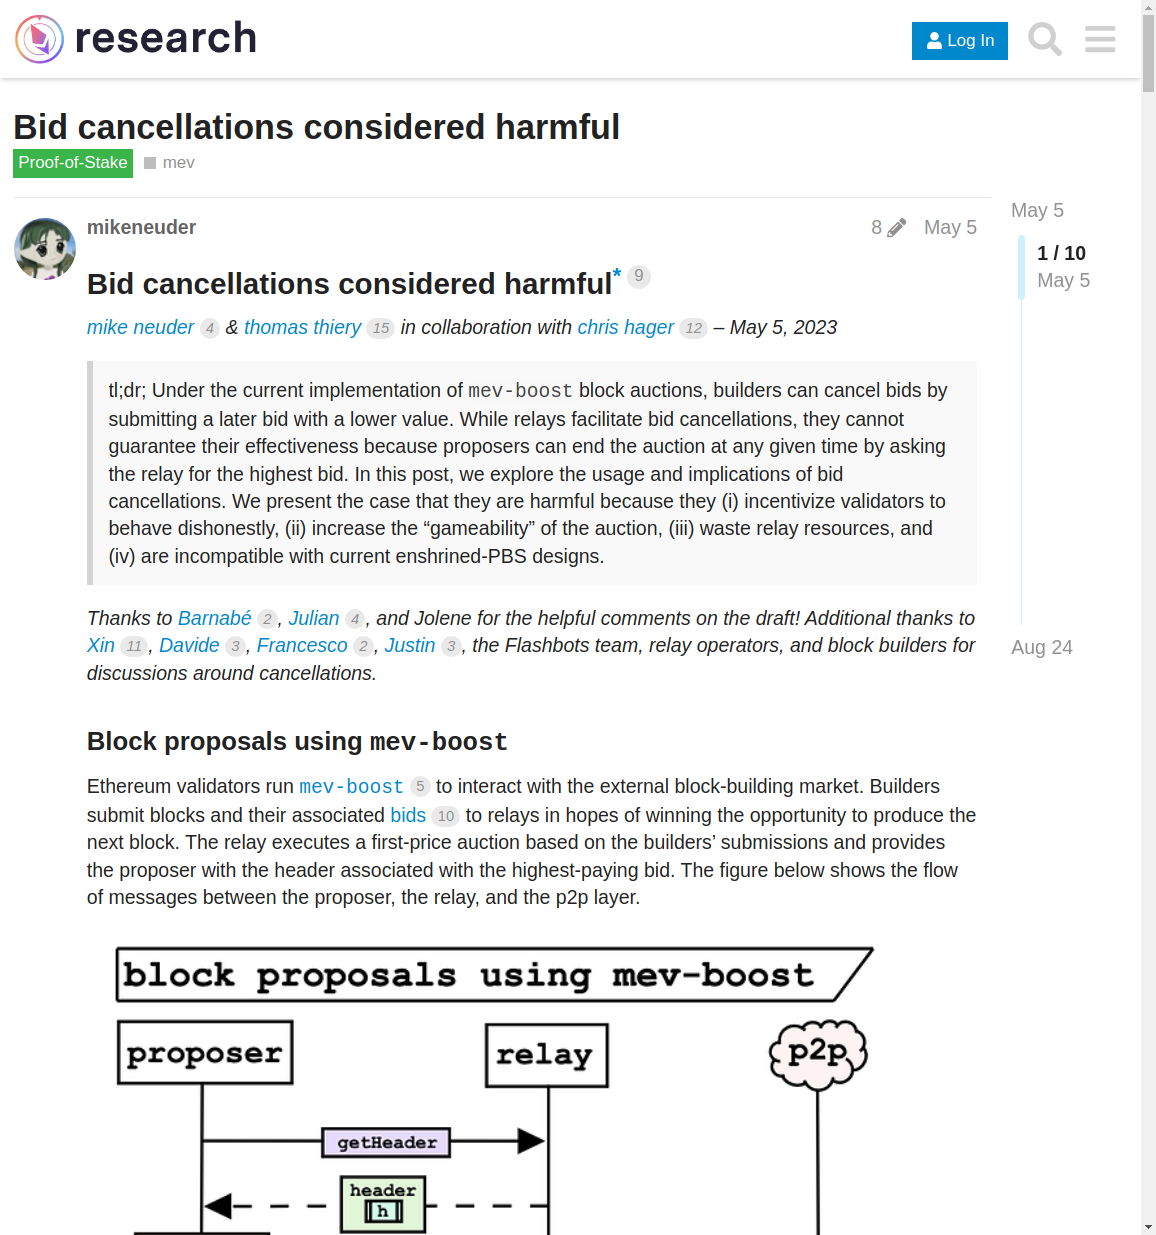 research
Log In
Bid cancellations considered harmful
Proof-of-Stake mev
mikeneuder 8 May 5
Bid cancellations considered harmful* 9
mike neuder 4 & thomas thiery 15 in collaboration with chris hager 12 – May 5, 2023
tl;dr; Under the current implementation of mev-boost block auctions, builders can cancel bids by
submitting a later bid with a lower value. While relays facilitate bid cancellations, they cannot
guarantee their effectiveness because proposers can end the auction at any given time by asking
the relay for the highest bid. In this post, we explore the usage and implications of bid
cancellations. We present the case that they are harmful because they (i) incentivize validators to
behave dishonestly, (ii) increase the “gameability” of the auction, (iii) waste relay resources, and
(iv) are incompatible with current enshrined-PBS designs.
Thanks to Barnabé 2, Julian 4, and Jolene for the helpful comments on the draft! Additional thanks to
Xin 11, Davide 3, Francesco 2, Justin 3, the Flashbots team, relay operators, and block builders for
discussions around cancellations.
Block proposals using mev-boost
Ethereum validators run mev-boost 5 to interact with the external block-building market. Builders
submit blocks and their associated bids 10 to relays in hopes of winning the opportunity to produce the
next block. The relay executes a first-price auction based on the builders’ submissions and provides
the proposer with the header associated with the highest-paying bid. The figure below shows the flow
of messages between the proposer, the relay, and the p2p layer.
block proposals using mev-boost
proposer relay p2p
getHeader
header
h
May 5
1 / 10
May 5
Aug 24